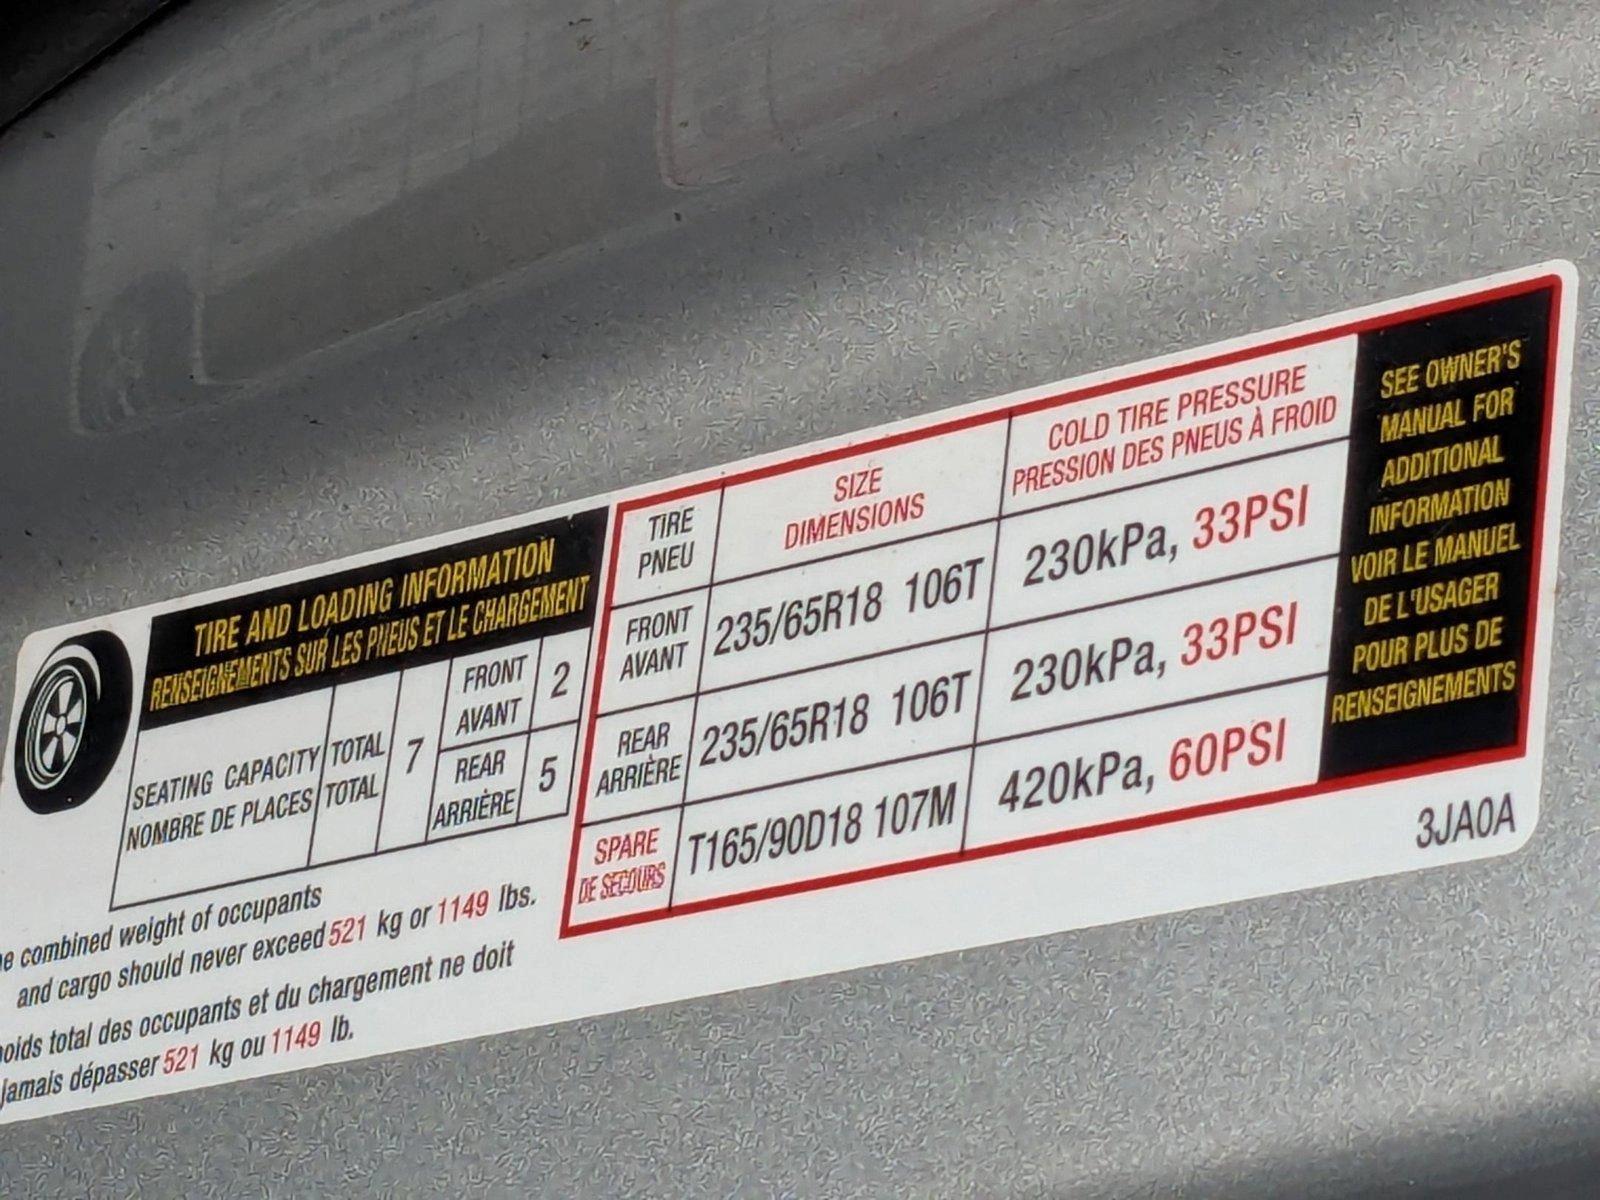 TIRE AND LOADING INFORMATION
RENSEIGNEMENTS SUR LES PNEUS ET LE CHARGEMENT
SEATING CAPACITY
NOMBRE DE PLACES
TOTAL
TOTAL
7
FRONT
AVANT
2
REAR
ARRIÈRE
5
combined weight of occupants
and cargo should never exceed 521 kg or 1149 lbs.
total des occupants et du chargement ne doit
jamais dépasser 521 kg ou 1149 lb.
TIRE
PNEU
SIZE
DIMENSIONS
COLD TIRE PRESSURE
PRESSION DES PNEUS À FROID
FRONT
AVANT
235/65R18 106T
230kPa, 33PSI
REAR
ARRIÈRE
235/65R18 106T
230kPa, 33PSI
SPARE
DE SECOURS
T165/90D18 107M
420kPa, 60PSI
SEE OWNER'S
MANUAL FOR
ADDITIONAL
INFORMATION
VOIR LE MANUEL
DE L'USAGER
POUR PLUS DE
RENSEIGNEMENTS
3JA0A